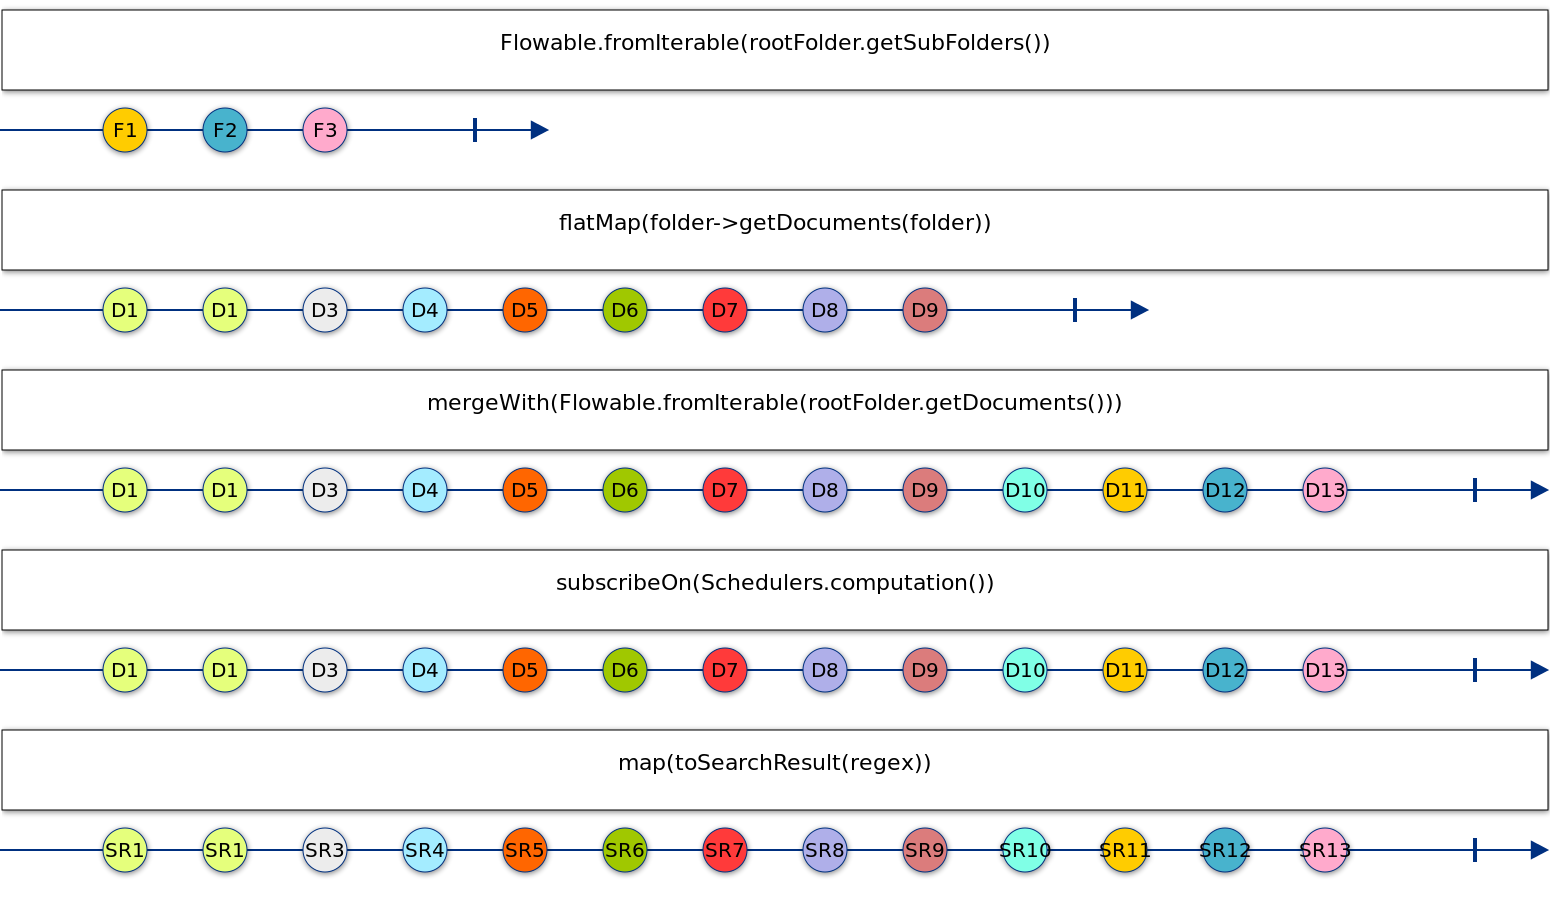 Flowable.fromIterable(rootFolder.getSubFolders())
F1 F2 F3
flatMap(folder->getDocuments(folder))
D1 D1 D3 D4 D5 D6 D7 D8 D9
mergeWith(Flowable.fromIterable(rootFolder.getDocuments()))
D1 D1 D3 D4 D5 D6 D7 D8 D9 D10 D11 D12 D13
subscribeOn(Schedulers.computation())
D1 D1 D3 D4 D5 D6 D7 D8 D9 D10 D11 D12 D13
map(toSearchResult(regex))
SR1 SR1 SR3 SR4 SR5 SR6 SR7 SR8 SR9 SR10 SR11 SR12 SR13